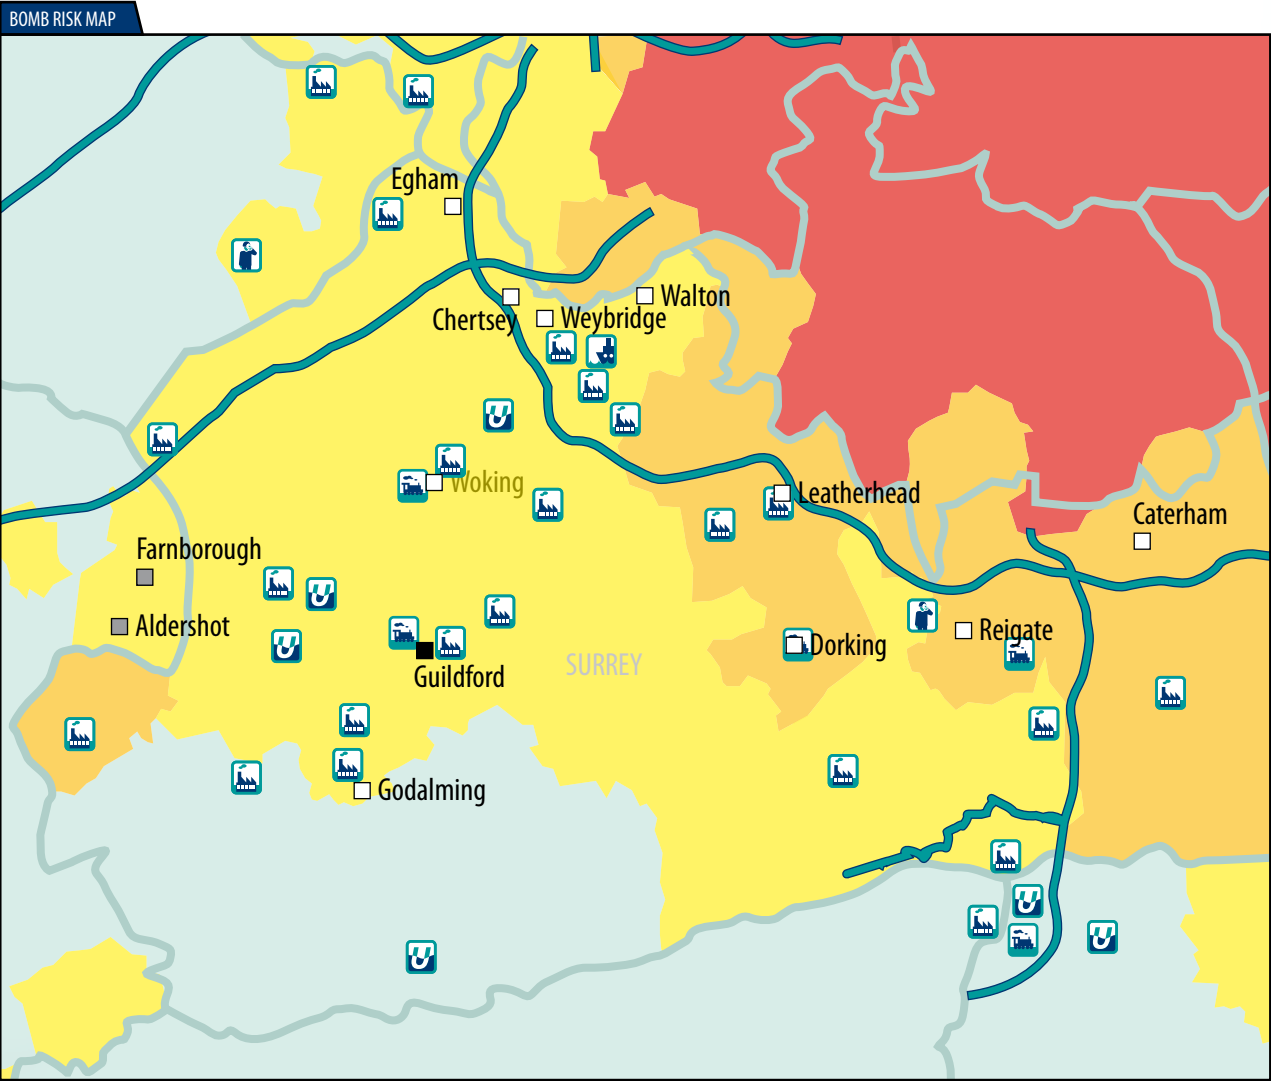 BOMB RISK MAP
Egham
Walton
Chertsey
Weybridge
Woking
Leatherhead
Caterham
Farnborough
Aldershot
Reigate
Dorking
SURREY
Guildford
Godalming